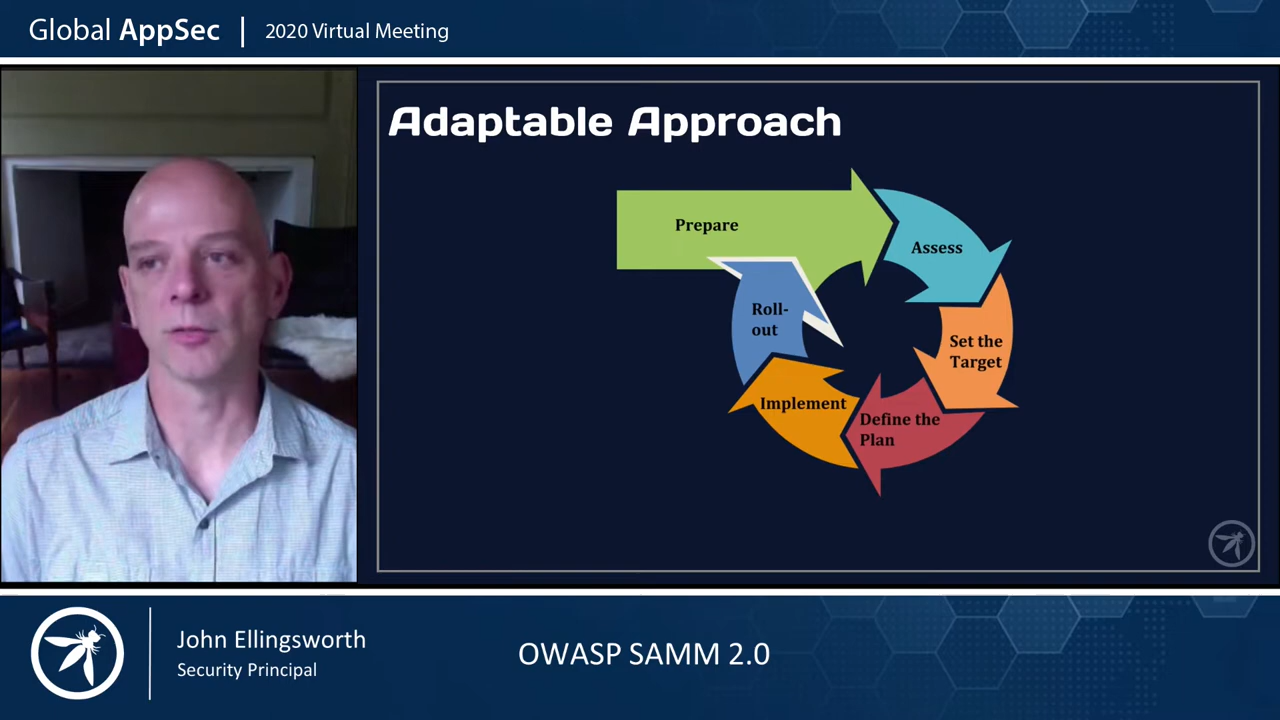 Global AppSec | 2020 Virtual Meeting
Adaptable Approach
Prepare
Assess
Set the
Target
Define the
Plan
Implement
Roll-
out
John Ellingsworth
Security Principal
OWASP SAMM 2.0